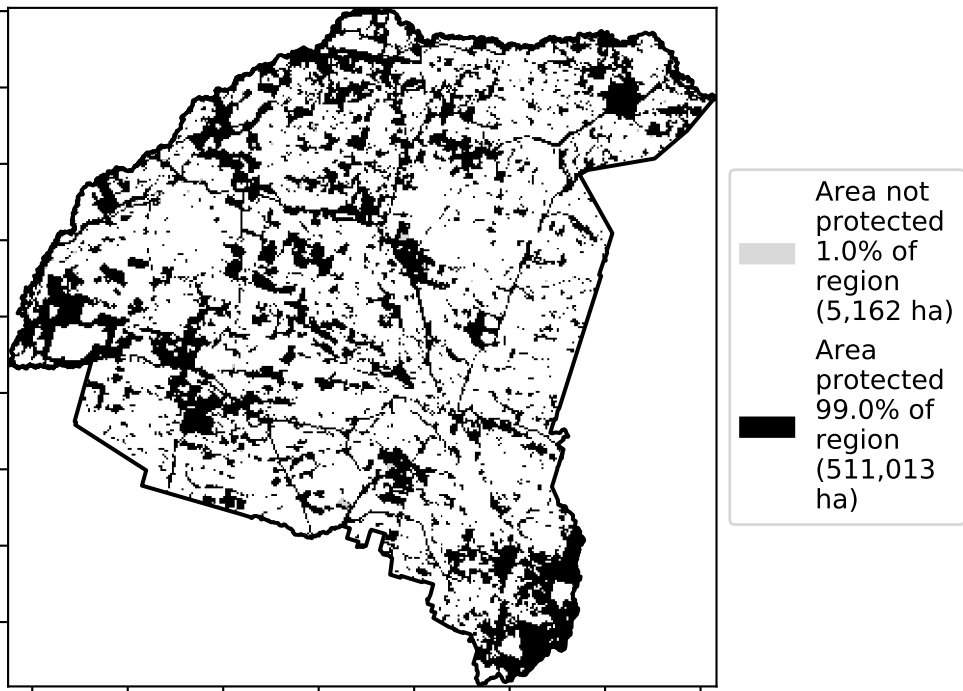 Area not
protected
1.0% of
region
(5,162 ha)
Area
protected
99.0% of
region
(511,013
ha)